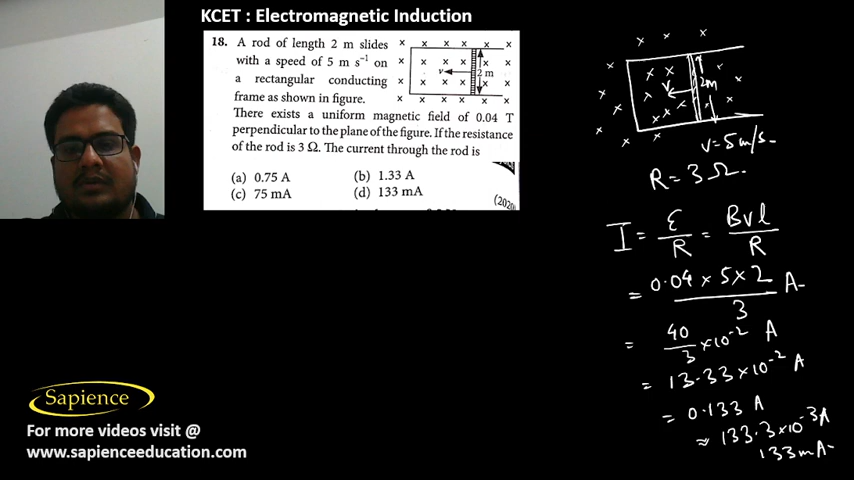 KCET : Electromagnetic Induction
18. A rod of length 2 m slides
with a speed of 5 m s⁻¹ on
a rectangular conducting
frame as shown in figure.
There exists a uniform magnetic field of 0.04 T
perpendicular to the plane of the figure. If the resistance
of the rod is 3 Ω. The current through the rod is
(a) 0.75 A (b) 1.33 A
(c) 75 mA (d) 133 mA
(2020
x x x x x x
x x x x x x
x x x x x x
x x x x x x
v
2 m
v
2m
v = 5 m/s-
R = 3 Ω.
I = ε/R = Bvl/R
= 0.04 x 5 x 2 / 3 A-
= 40/3 x 10⁻² A
= 13.33 x 10⁻² A
= 0.133 A
≈ 133.3 x 10⁻³ A
133 mA-
Sapience
For more videos visit @
www.sapienceeducation.com